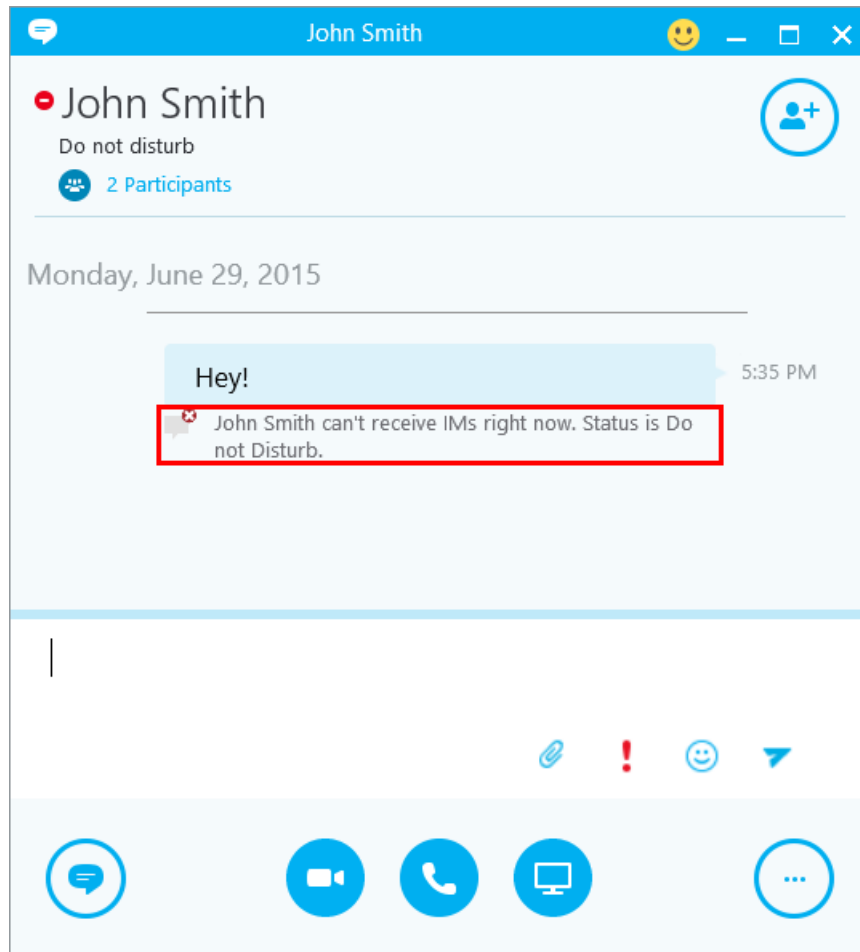 John Smith
John Smith
Do not disturb
2 Participants
Monday, June 29, 2015
Hey!
5:35 PM
John Smith can't receive IMs right now. Status is Do
not Disturb.